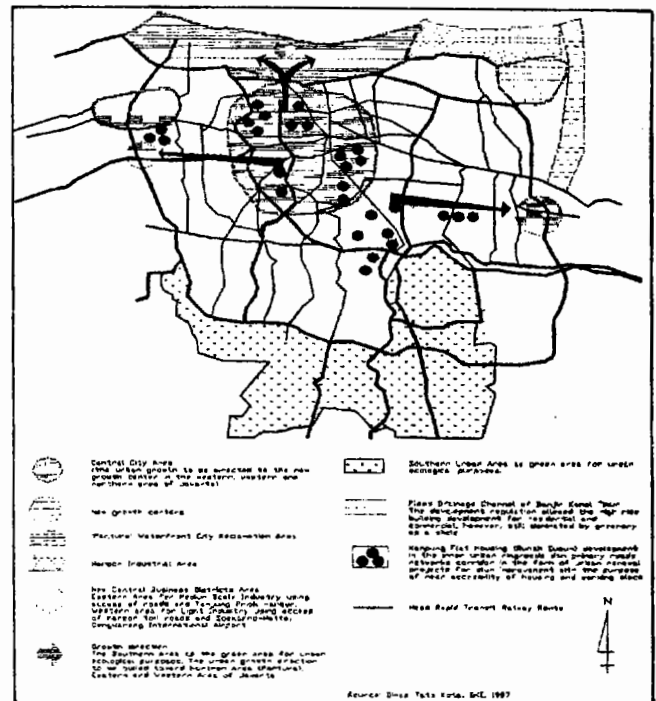 Central City Area
(the urban growth to be directed to the new
growth center in the western, eastern and
northern area of Jakarta)
New growth centers
Waterfront City Reclamation Area
Harbor Industrial Area
New Central Business Districts Area
Eastern Area for Medium Scale Industry using
access of roads and Tanjung Priok Harbor,
Western area for Light Industry using access
of harbor toll roads and Soekarno-Hatta,
Cengkareng International Airport
Growth direction
The Southern area as the green area for urban
ecological purposes. The urban growth direction
to be toward Northern Area (Pantura),
Eastern and Western Area of Jakarta
Southern Urban Area as green area for urban
ecological purposes.
Drainage Channel of Banjir Kanal
The development regulation allowed the high rise
building development for residential and
commercial, however, still dominated by greenery
as a
Kampung Flat Housing (Rumah Susun) development
in the inner urban ringroads and primary roads
networks corridor in the form of urban renewal
projects for slum improvement with the purpose
of near accessibility of housing and working place
Mass Rapid Transit Railway Route
N
Source: Dinas Tata Kota, DKI, 1997